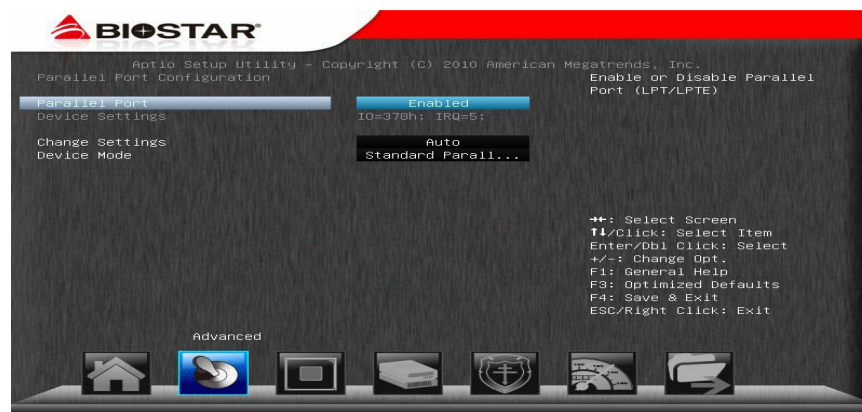 BIOSTAR
Aptio Setup Utility - Copyright (C) 2010 American Megatrends, Inc.
Parallel Port Configuration
Parallel Port Enabled
Device Settings IO=378h; IRQ=5;
Change Settings Auto
Device Mode Standard Parall...
Enable or Disable Parallel
Port (LPT/LPTE)
→←: Select Screen
↑↓/Click: Select Item
Enter/Dbl Click: Select
+/-: Change Opt.
F1: General Help
F3: Optimized Defaults
F4: Save & Exit
ESC/Right Click: Exit
Advanced